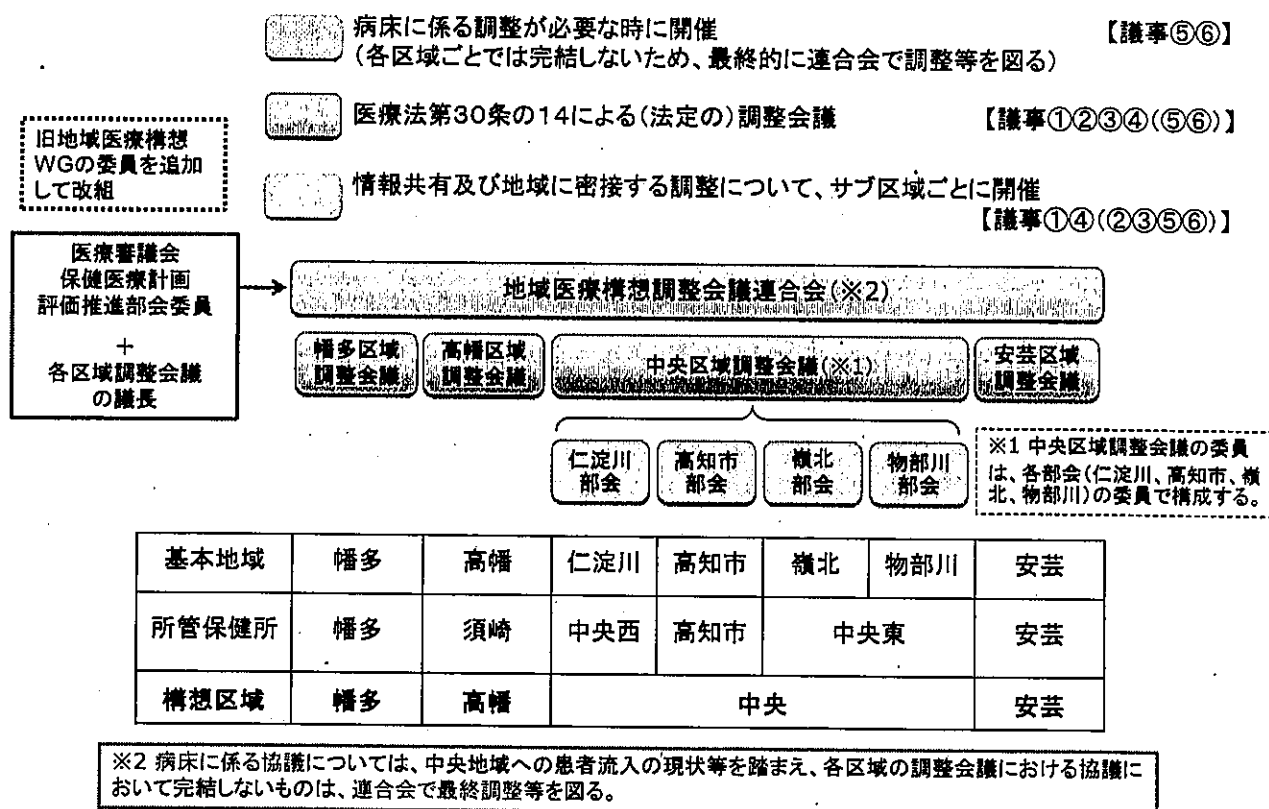 病床に係る調整が必要な時に開催 【議事⑤⑥】
(各区域ごとでは完結しないため、最終的に連合会で調整等を図る)
医療法第30条の14による(法定の)調整会議 【議事①②③④(⑤⑥)】
旧地域医療構想
WGの委員を追加
して改組
情報共有及び地域に密接する調整について、サブ区域ごとに開催
【議事①④(②③⑤⑥)】
医療審議会
保健医療計画
評価推進部会委員
+
各区域調整会議
の議長
地域医療構想調整会議連合会(※2)
幡多区域
調整会議
高幡区域
調整会議
中央区域調整会議(※1)
安芸区域
調整会議
仁淀川
部会
高知市
部会
嶺北
部会
物部川
部会
※1 中央区域調整会議の委員
は、各部会(仁淀川、高知市、嶺
北、物部川)の委員で構成する。
基本地域 幡多 高幡 仁淀川 高知市 嶺北 物部川 安芸
所管保健所 幡多 須崎 中央西 高知市 中央東 安芸
構想区域 幡多 高幡 中央 安芸
※2 病床に係る協議については、中央地域への患者流入の現状等を踏まえ、各区域の調整会議における協議に
おいて完結しないものは、連合会で最終調整等を図る。